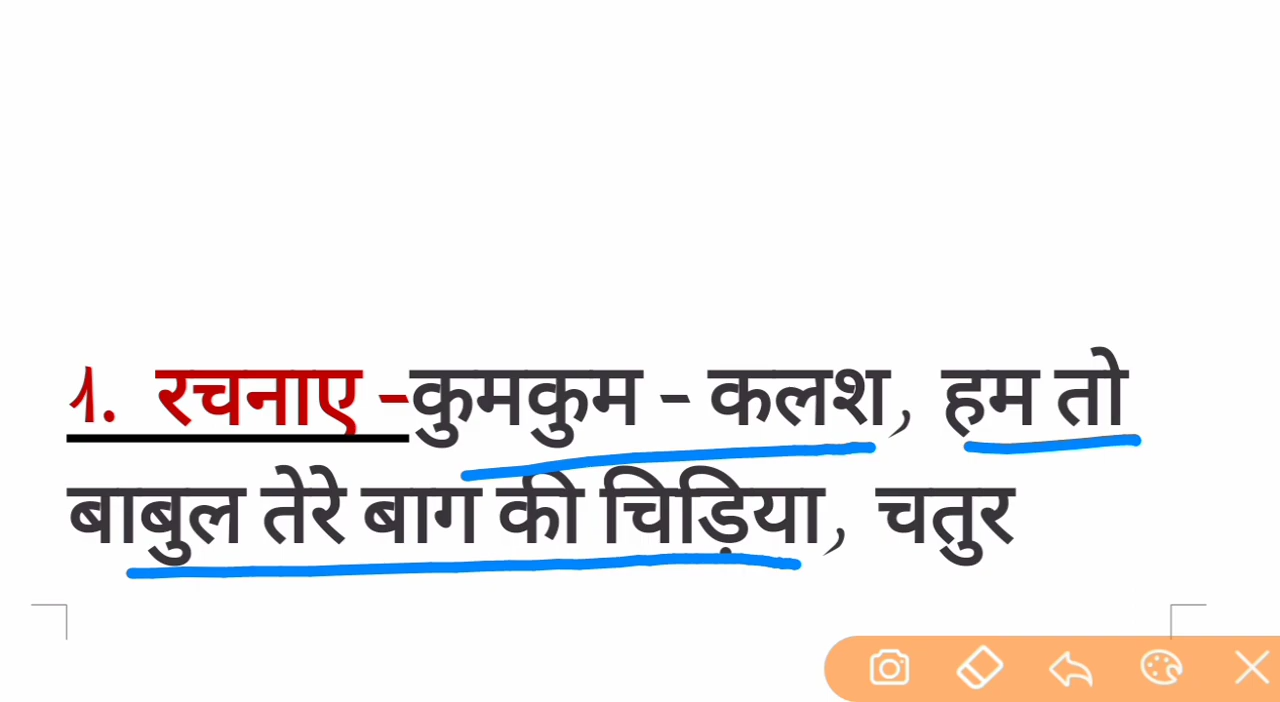 1. रचनाए -कुमकुम - कलश, हम तो
बाबुल तेरे बाग की चिड़िया, चतुर